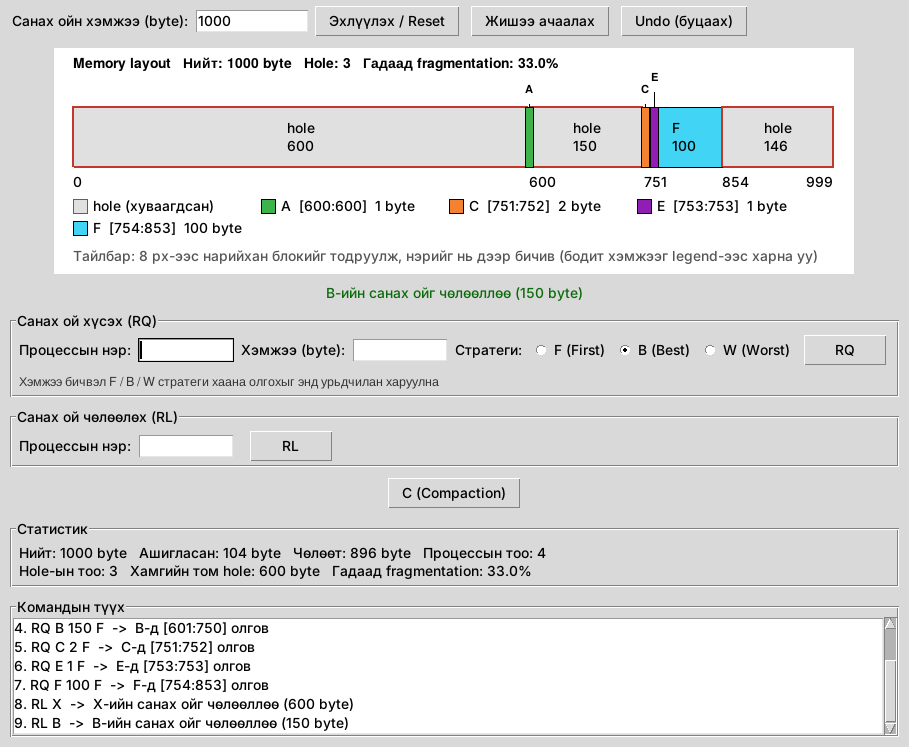 Санах ойн хэмжээ (byte): 1000 Эхлүүлэх / Reset Жишээ ачаалах Undo (буцаах)
Memory layout Нийт: 1000 byte Hole: 3 Гадаад fragmentation: 33.0%
E
A C
hole hole F hole
600 150 100 146
0 600 751 854 999
hole (хуваагдсан) A [600:600] 1 byte C [751:752] 2 byte E [753:753] 1 byte
F [754:853] 100 byte
Тайлбар: 8 px-ээс нарийхан блокийг тодруулж, нэрийг нь дээр бичив (бодит хэмжээг legend-ээс харна уу)
B-ийн санах ойг чөлөөллөө (150 byte)
Санах ой хүсэх (RQ)
Процессын нэр: Хэмжээ (byte): Стратеги: F (First) B (Best) W (Worst) RQ
Хэмжээ бичвэл F / B / W стратеги хаана олгохыг энд урьдчилан харуулна
Санах ой чөлөөлөх (RL)
Процессын нэр: RL
C (Compaction)
Статистик
Нийт: 1000 byte Ашигласан: 104 byte Чөлөөт: 896 byte Процессын тоо: 4
Hole-ын тоо: 3 Хамгийн том hole: 600 byte Гадаад fragmentation: 33.0%
Командын түүх
4. RQ B 150 F -> B-д [601:750] олгов
5. RQ C 2 F -> C-д [751:752] олгов
6. RQ E 1 F -> E-д [753:753] олгов
7. RQ F 100 F -> F-д [754:853] олгов
8. RL X -> X-ийн санах ойг чөлөөллөө (600 byte)
9. RL B -> B-ийн санах ойг чөлөөллөө (150 byte)